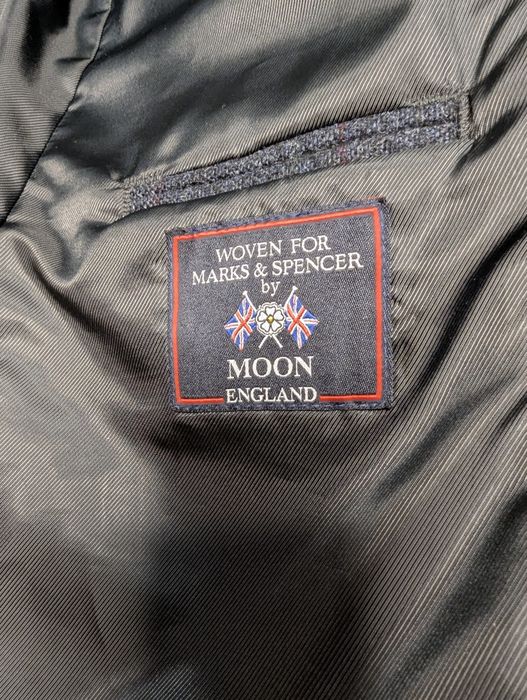 WOVEN FOR
MARKS & SPENCER
by
MOON
ENGLAND